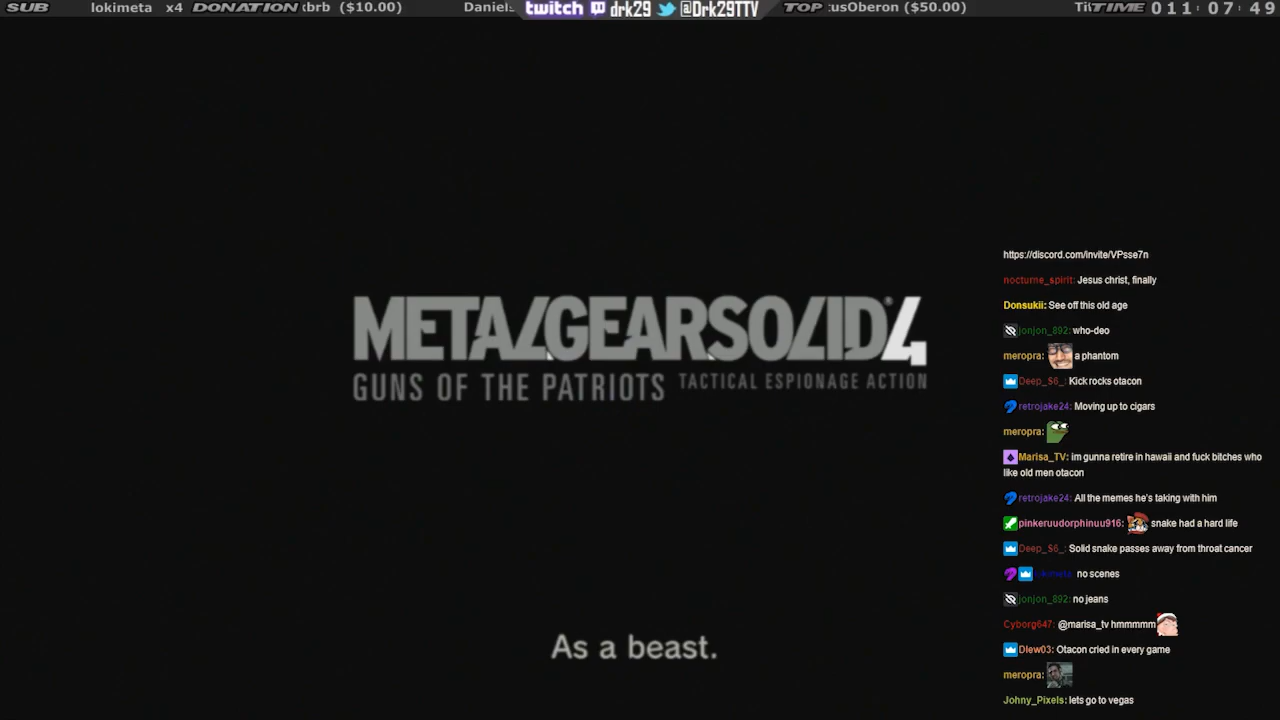 SUB lokimeta x4 DONATION brb ($10.00) Daniel twitch drk29 @Drk29TTV TOP usOberon ($50.00) TIME 011:07:49
https://discord.com/invite/VPsse7n
nocturne_spirit: Jesus christ, finally
Donsukii: See off this old age
jonjon_892: who-deo
meropra: a phantom
Deep_S6_: Kick rocks otacon
retrojake24: Moving up to cigars
meropra:
Marisa_TV: im gunna retire in hawaii and fuck bitches who
like old men otacon
retrojake24: All the memes he's taking with him
pinkeruudorphinuu916: snake had a hard life
Deep_S6_: Solid snake passes away from throat cancer
no scenes
jonjon_892: no jeans
Cyborg647: @marisa_tv hmmmmm
Dlew03: Otacon cried in every game
meropra:
Johny_Pixels: lets go to vegas
METAL GEAR SOLID® 4
GUNS OF THE PATRIOTS TACTICAL ESPIONAGE ACTION
As a beast.